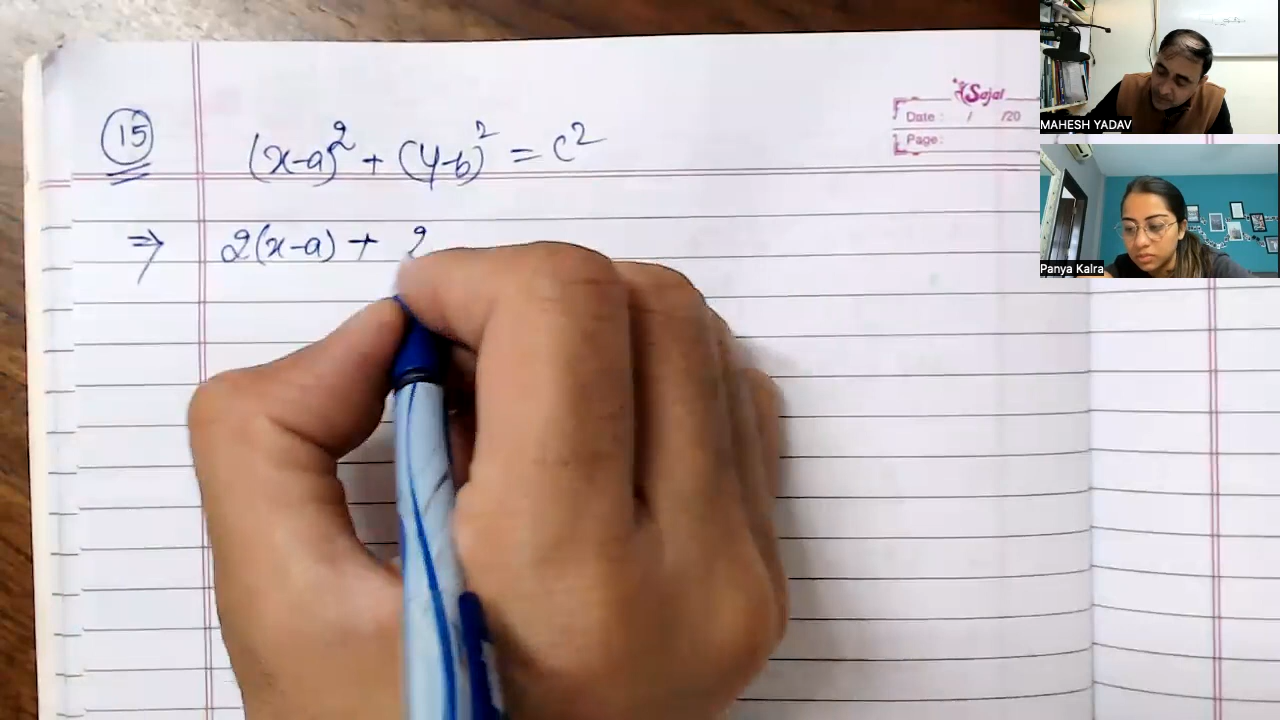 15 (x-a)² + (y-b)² = c²
⇒ 2(x-a) + 2
Sajal
Date : / /20
Page:
MAHESH YADAV
Panya Kalra